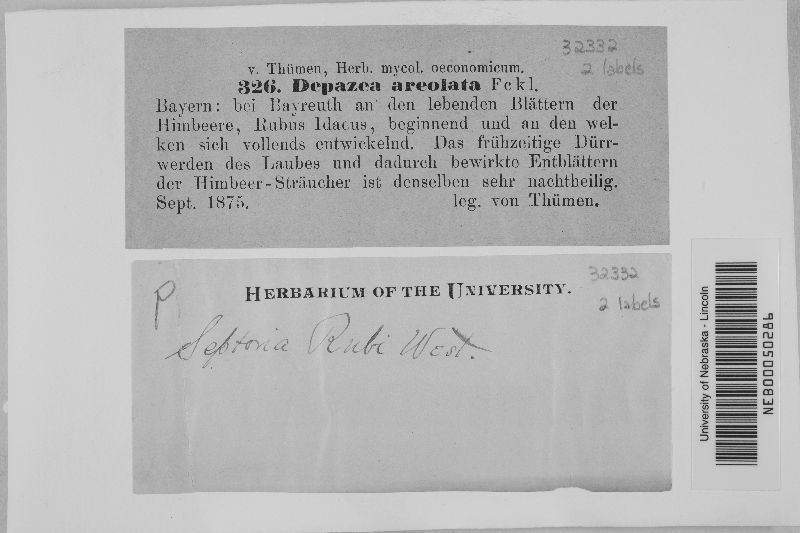 32332
2 labels
v. Thümen, Herb. mycol. oeconomicum.
326. Depazea areolata Fckl.
Bayern: bei Bayreuth an den lebenden Blättern der
Himbeere, Rubus Idaeus, beginnend und an den wel-
ken sich vollends entwickelnd. Das frühzeitige Dürr-
werden des Laubes und dadurch bewirkte Entblättern
der Himbeer-Sträucher ist denselben sehr nachtheilig.
Sept. 1875. leg. von Thümen.
32332
2 labels
P
HERBARIUM OF THE UNIVERSITY.
Septoria Rubi West.
University of Nebraska - Lincoln
NEB00050286